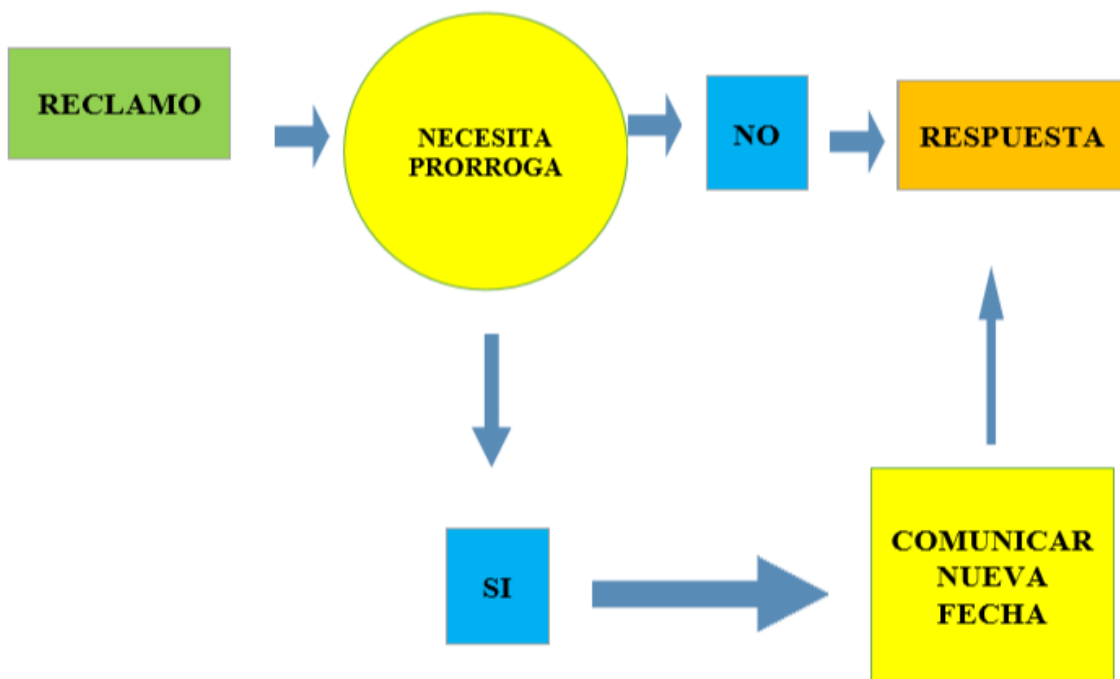 RECLAMO
NECESITA
PRORROGA
NO
RESPUESTA
SI
COMUNICAR
NUEVA
FECHA